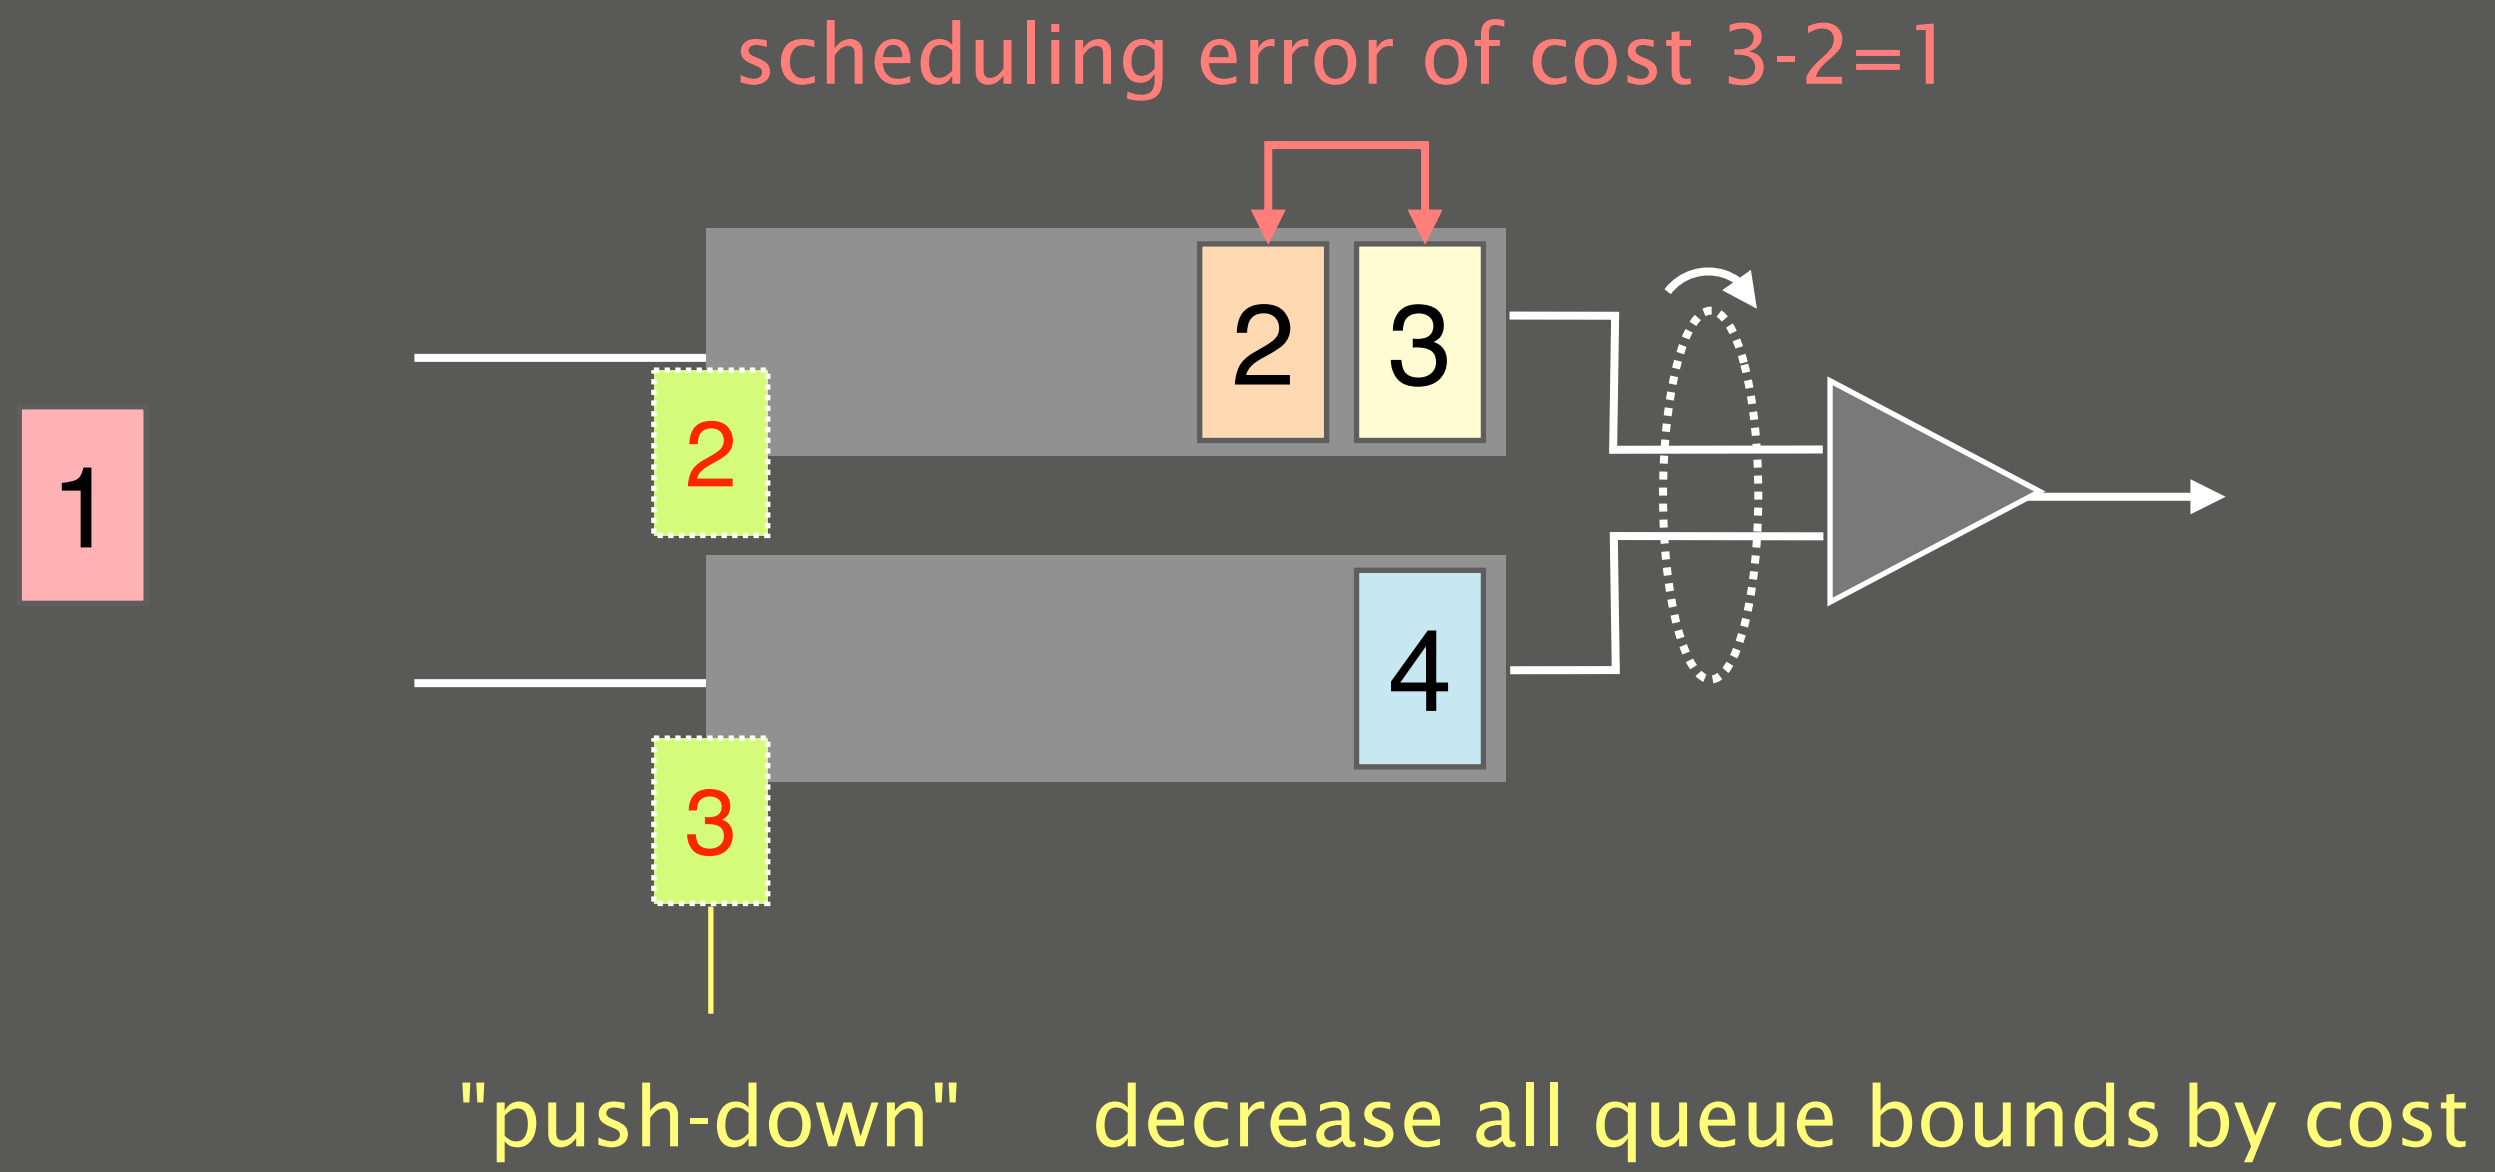 scheduling error of cost 3-2=1
2 3
2
1
4
3
"push-down" decrease all queue bounds by cost